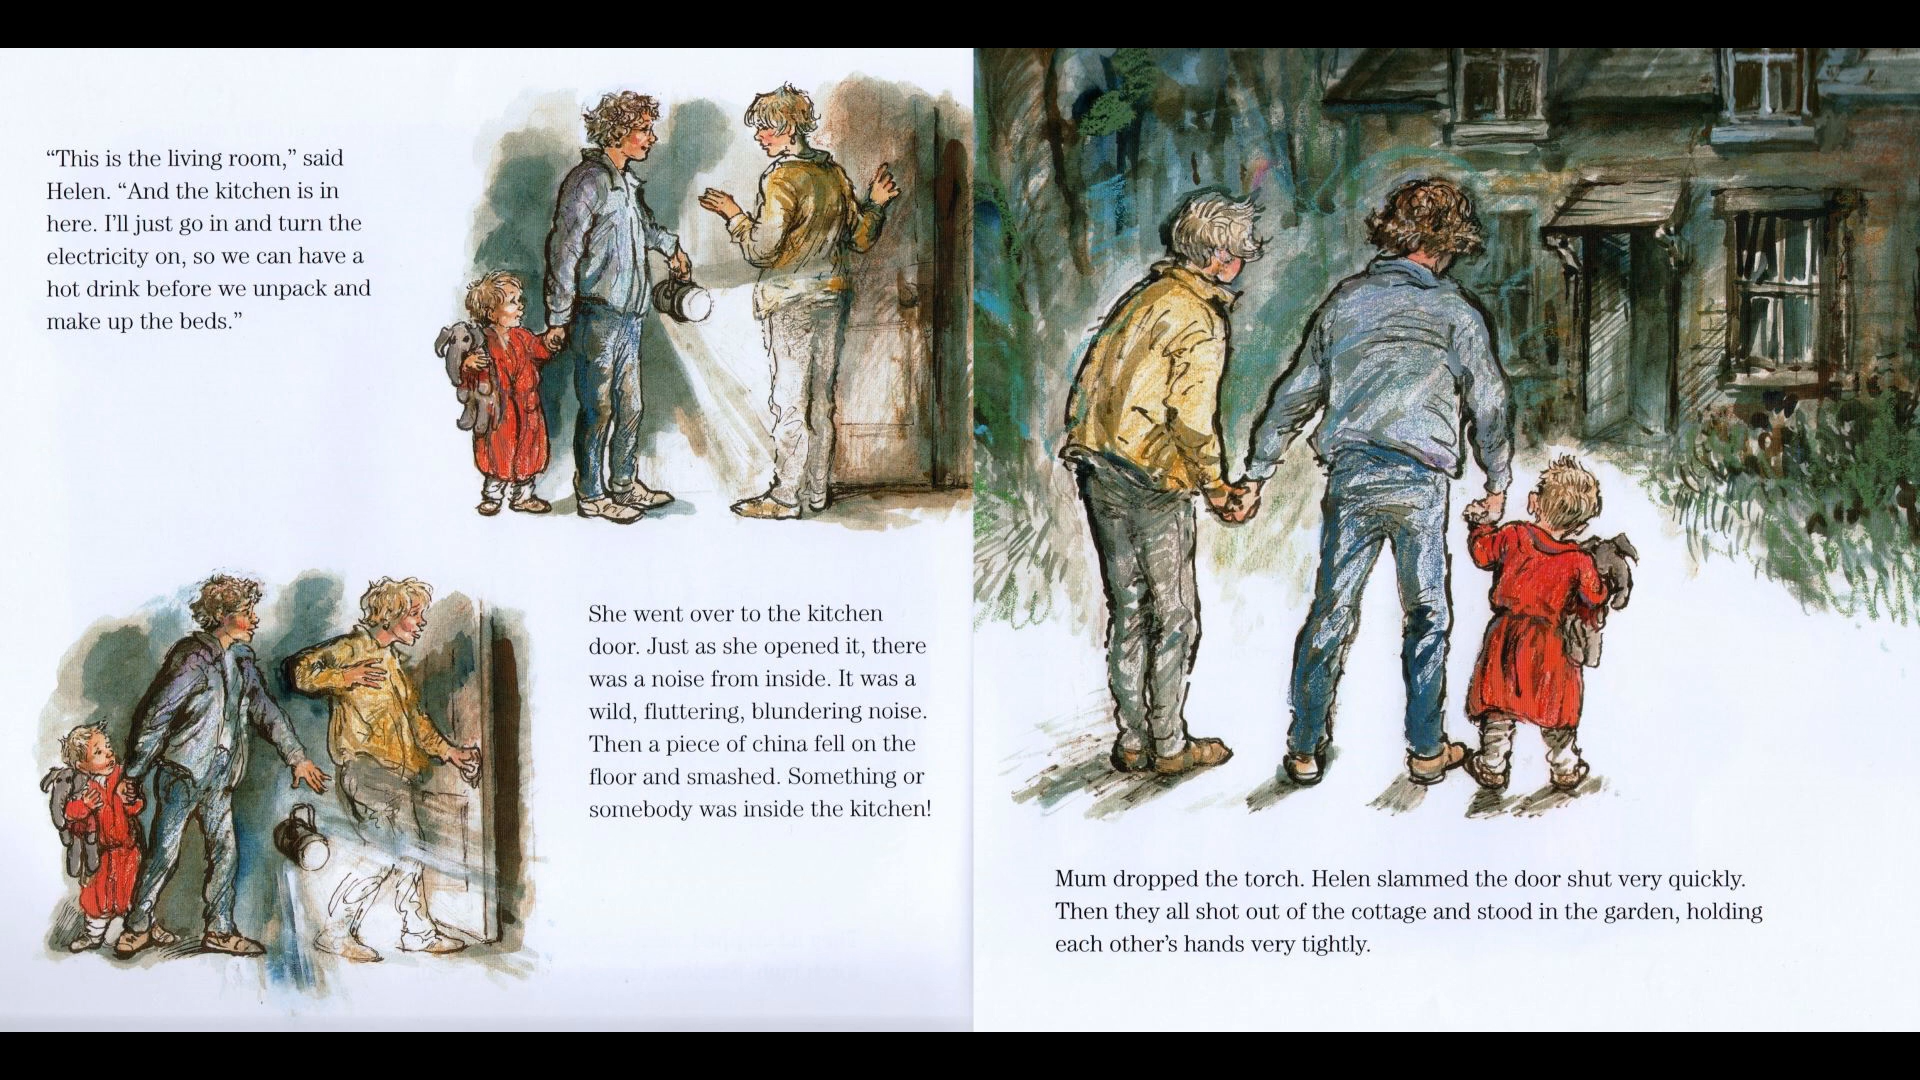 “This is the living room,” said
Helen. “And the kitchen is in
here. I’ll just go in and turn the
electricity on, so we can have a
hot drink before we unpack and
make up the beds.”
She went over to the kitchen
door. Just as she opened it, there
was a noise from inside. It was a
wild, fluttering, blundering noise.
Then a piece of china fell on the
floor and smashed. Something or
somebody was inside the kitchen!
Mum dropped the torch. Helen slammed the door shut very quickly.
Then they all shot out of the cottage and stood in the garden, holding
each other’s hands very tightly.